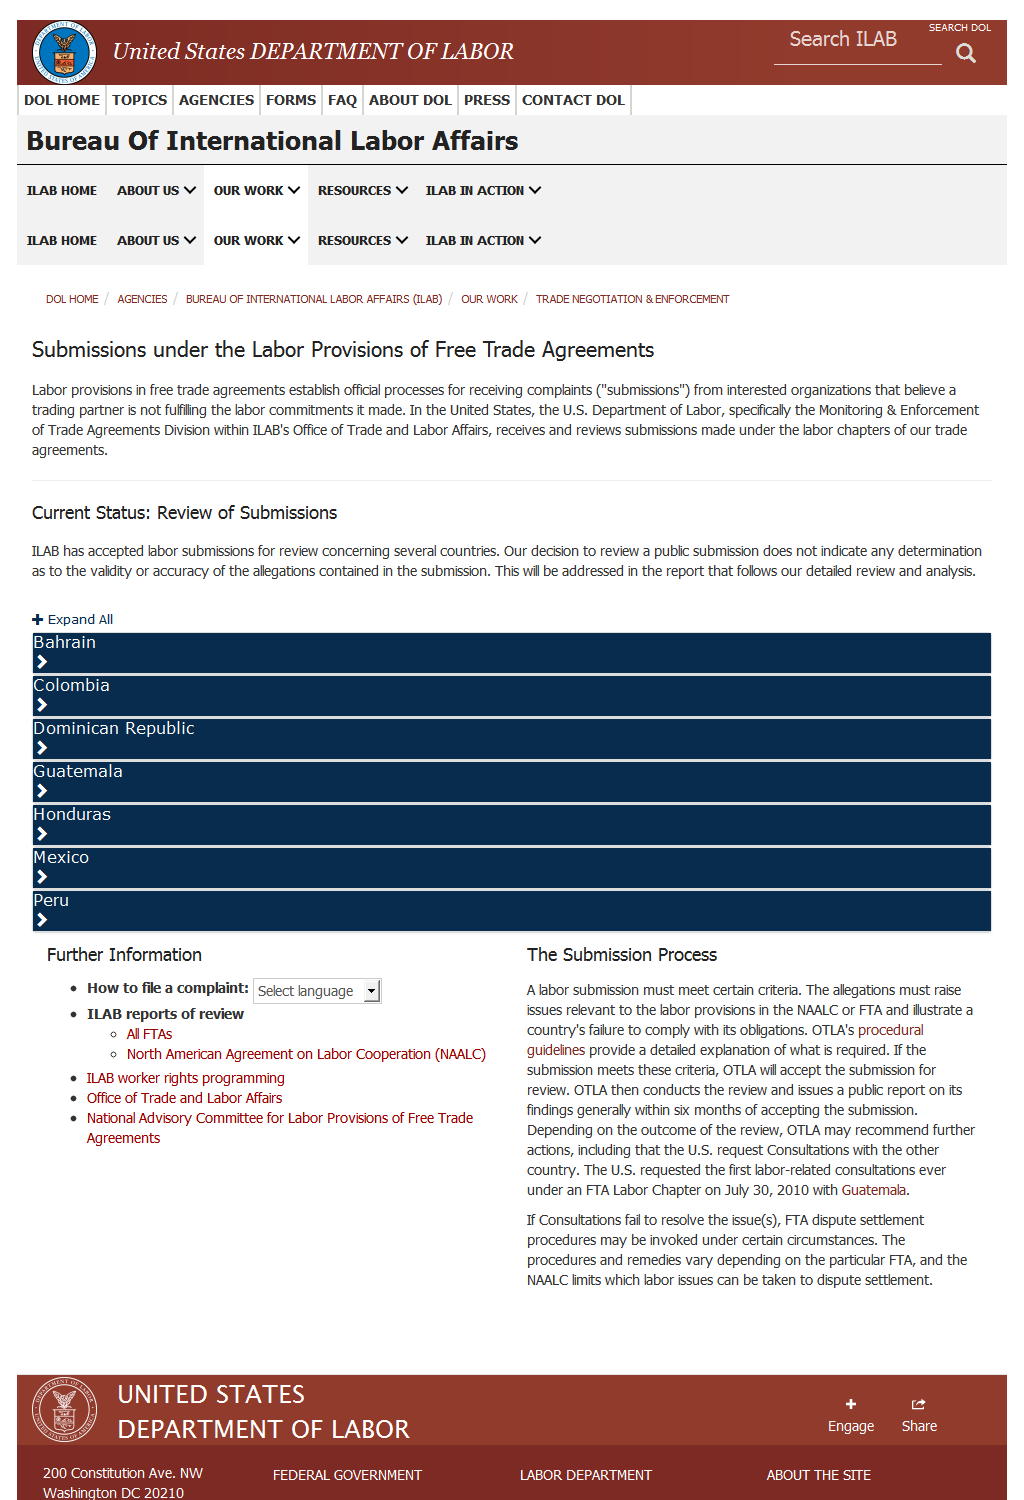 United States DEPARTMENT OF LABOR
Search ILAB
SEARCH DOL
DOL HOME TOPICS AGENCIES FORMS FAQ ABOUT DOL PRESS CONTACT DOL
Bureau Of International Labor Affairs
ILAB HOME ABOUT US OUR WORK RESOURCES ILAB IN ACTION
ILAB HOME ABOUT US OUR WORK RESOURCES ILAB IN ACTION
DOL HOME / AGENCIES / BUREAU OF INTERNATIONAL LABOR AFFAIRS (ILAB) / OUR WORK / TRADE NEGOTIATION & ENFORCEMENT
Submissions under the Labor Provisions of Free Trade Agreements
Labor provisions in free trade agreements establish official processes for receiving complaints ("submissions") from interested organizations that believe a
trading partner is not fulfilling the labor commitments it made. In the United States, the U.S. Department of Labor, specifically the Monitoring & Enforcement
of Trade Agreements Division within ILAB's Office of Trade and Labor Affairs, receives and reviews submissions made under the labor chapters of our trade
agreements.
Current Status: Review of Submissions
ILAB has accepted labor submissions for review concerning several countries. Our decision to review a public submission does not indicate any determination
as to the validity or accuracy of the allegations contained in the submission. This will be addressed in the report that follows our detailed review and analysis.
Expand All
Bahrain
Colombia
Dominican Republic
Guatemala
Honduras
Mexico
Peru
Further Information
How to file a complaint: Select language
ILAB reports of review
All FTAs
North American Agreement on Labor Cooperation (NAALC)
ILAB worker rights programming
Office of Trade and Labor Affairs
National Advisory Committee for Labor Provisions of Free Trade
Agreements
The Submission Process
A labor submission must meet certain criteria. The allegations must raise
issues relevant to the labor provisions in the NAALC or FTA and illustrate a
country's failure to comply with its obligations. OTLA's procedural
guidelines provide a detailed explanation of what is required. If the
submission meets these criteria, OTLA will accept the submission for
review. OTLA then conducts the review and issues a public report on its
findings generally within six months of accepting the submission.
Depending on the outcome of the review, OTLA may recommend further
actions, including that the U.S. request Consultations with the other
country. The U.S. requested the first labor-related consultations ever
under an FTA Labor Chapter on July 30, 2010 with Guatemala.
If Consultations fail to resolve the issue(s), FTA dispute settlement
procedures may be invoked under certain circumstances. The
procedures and remedies vary depending on the particular FTA, and the
NAALC limits which labor issues can be taken to dispute settlement.
UNITED STATES
DEPARTMENT OF LABOR
Engage Share
200 Constitution Ave. NW
Washington DC 20210
FEDERAL GOVERNMENT
LABOR DEPARTMENT
ABOUT THE SITE